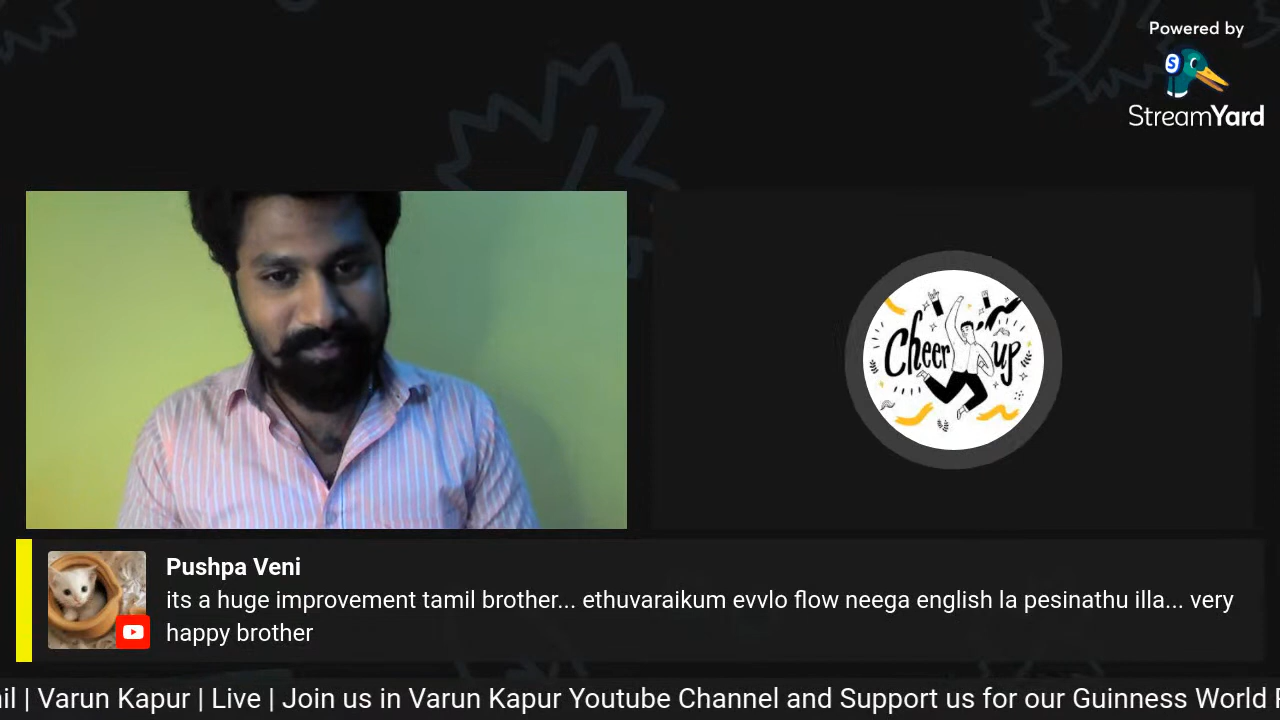 Powered by
S
StreamYard
Cheer up
Pushpa Veni
its a huge improvement tamil brother... ethuvaraikum evvlo flow neega english la pesinathu illa... very
happy brother
| Varun Kapur | Live | Join us in Varun Kapur Youtube Channel and Support us for our Guinness World